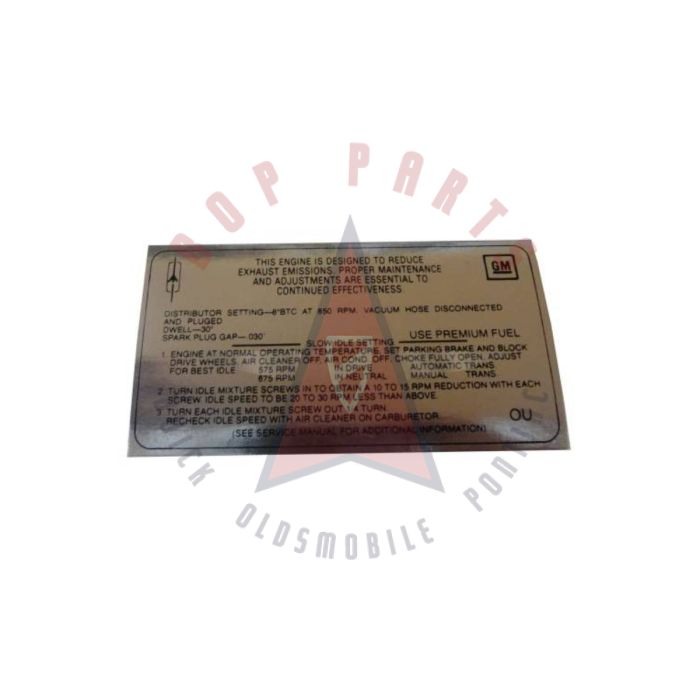 BOP PARTS
THIS ENGINE IS DESIGNED TO REDUCE
EXHAUST EMISSIONS. PROPER MAINTENANCE
AND ADJUSTMENTS ARE ESSENTIAL TO
CONTINUED EFFECTIVENESS
GM
DISTRIBUTOR SETTING—8°BTC AT 850 RPM. VACUUM HOSE DISCONNECTED
AND PLUGED
DWELL—30°
SPARK PLUG GAP—.030"
SLOW IDLE SETTING
USE PREMIUM FUEL
1. ENGINE AT NORMAL OPERATING TEMPERATURE, SET PARKING BRAKE AND BLOCK
DRIVE WHEELS. AIR CLEANER OFF, AIR COND. OFF, CHOKE FULLY OPEN, ADJUST
FOR BEST IDLE 575 RPM IN DRIVE AUTOMATIC TRANS.
675 RPM IN NEUTRAL MANUAL TRANS.
2. TURN IDLE MIXTURE SCREWS IN TO OBTAIN A 10 TO 15 RPM REDUCTION WITH EACH
SCREW IDLE SPEED TO BE 20 TO 30 RPM LESS THAN ABOVE.
3. TURN EACH IDLE MIXTURE SCREW OUT 1/4 TURN.
RECHECK IDLE SPEED WITH AIR CLEANER ON CARBURETOR.
OU
(SEE SERVICE MANUAL FOR ADDITIONAL INFORMATION)
BUICK OLDSMOBILE PONTIAC